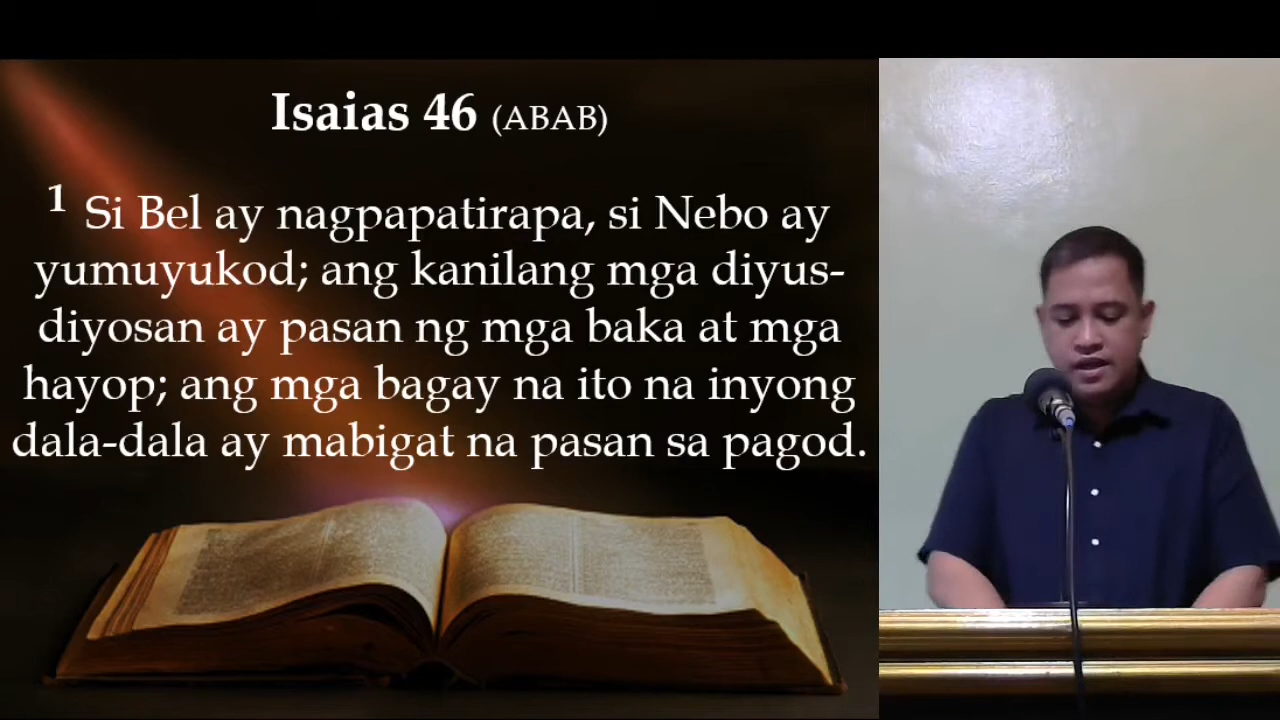 Isaias 46 (ABAB)
1 Si Bel ay nagpapatirapa, si Nebo ay
yumuyukod; ang kanilang mga diyus-
diyosan ay pasan ng mga baka at mga
hayop; ang mga bagay na ito na inyong
dala-dala ay mabigat na pasan sa pagod.